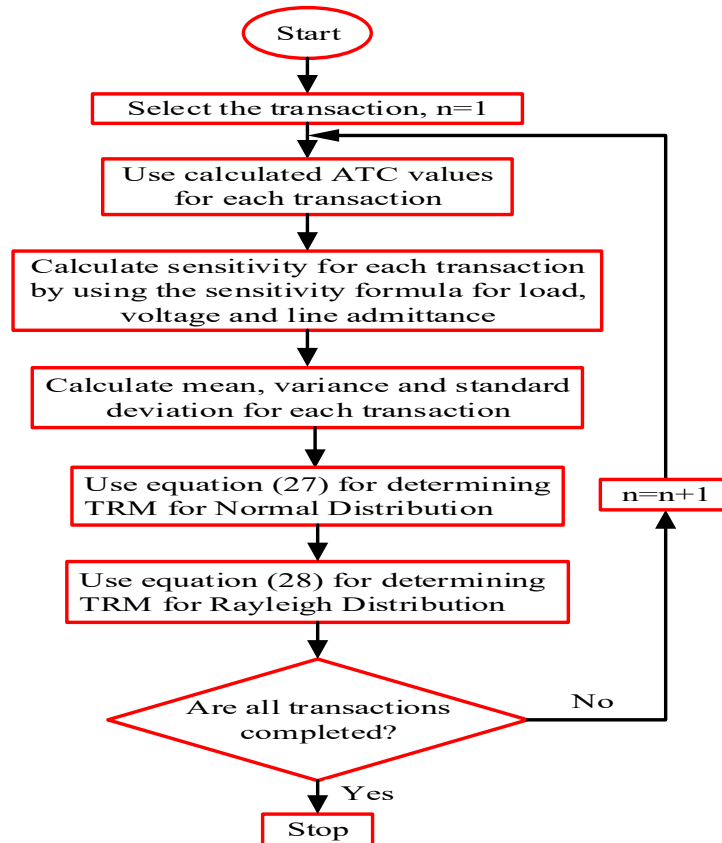 Start
Select the transaction, n=1
Use calculated ATC values
for each transaction
Calculate sensitivity for each transaction
by using the sensitivity formula for load,
voltage and line admittance
Calculate mean, variance and standard
deviation for each transaction
Use equation (27) for determining
TRM for Normal Distribution
n=n+1
Use equation (28) for determining
TRM for Rayleigh Distribution
Are all transactions
completed?
No
Yes
Stop